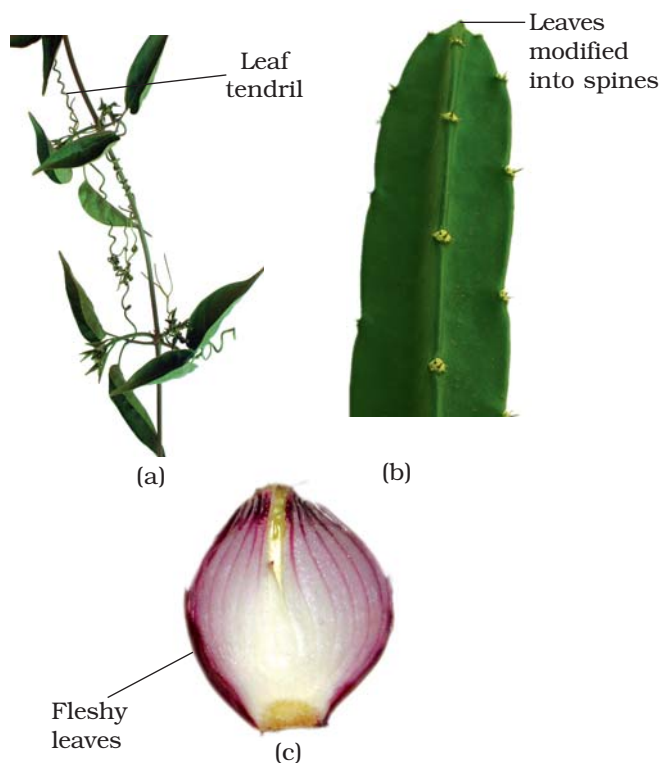 Leaf
tendril
Leaves
modified
into spines
(a)
(b)
Fleshy
leaves
(c)